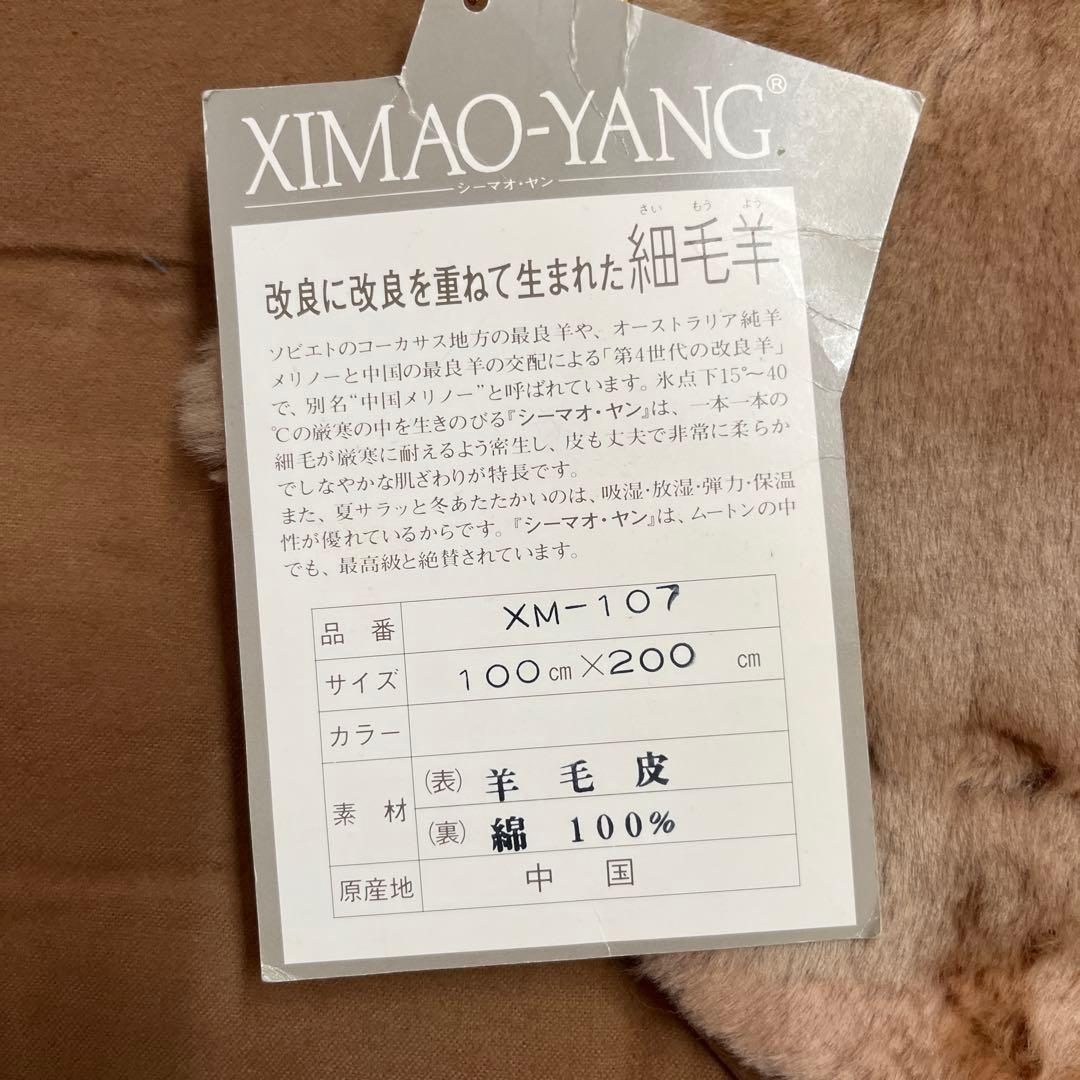 XIMAO-YANG®
シーマオ・ヤン
さい もう よう
改良に改良を重ねて生まれた細毛羊
ソビエトのコーカサス地方の最良羊や、オーストラリア純羊
メリノーと中国の最良羊の交配による「第4世代の改良羊」
で、別名“中国メリノー”と呼ばれています。氷点下15°〜40
℃の厳寒の中を生きのびる『シーマオ・ヤン』は、一本一本の
細毛が厳寒に耐えるよう密生し、皮も丈夫で非常に柔らか
でしなやかな肌ざわりが特長です。
また、夏サラッと冬あたたかいのは、吸湿・放湿・弾力・保温
性が優れているからです。『シーマオ・ヤン』は、ムートンの中
でも、最高級と絶賛されています。
品番 XM-107
サイズ 100cm×200 cm
カラー
素材 (表) 羊毛皮
(裏) 綿 100%
原産地 中国